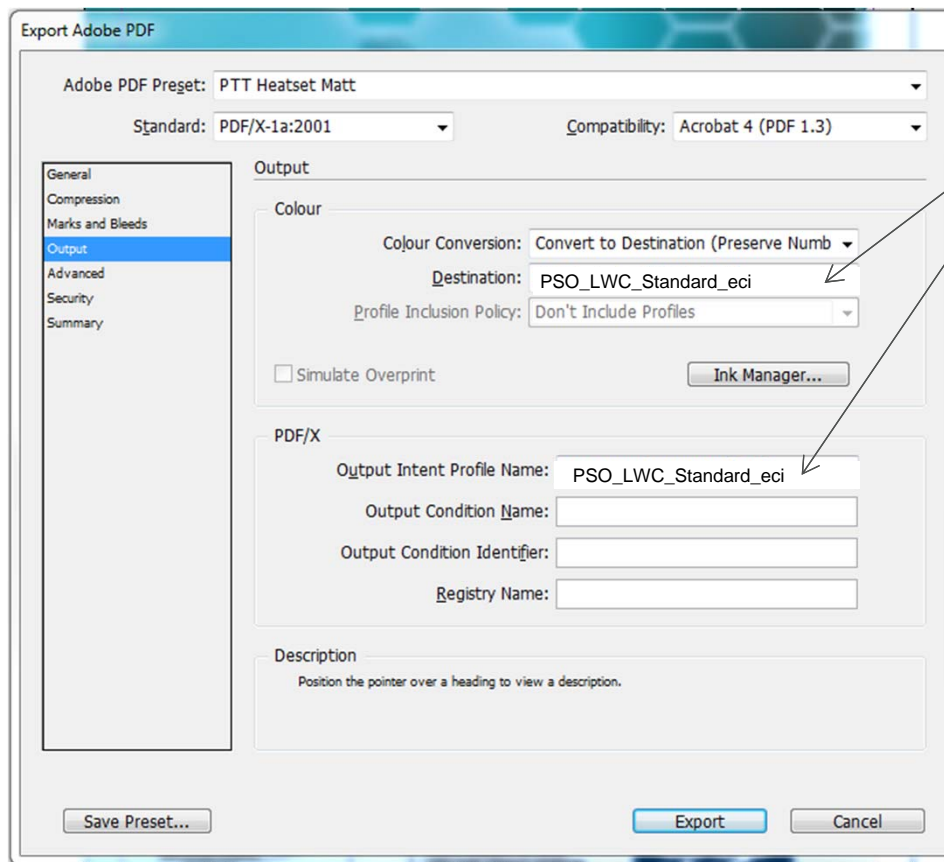 Export Adobe PDF
Adobe PDF Preset: PTT Heatset Matt
Standard: PDF/X-1a:2001 Compatibility: Acrobat 4 (PDF 1.3)
General
Compression
Marks and Bleeds
Output
Advanced
Security
Summary
Output
Colour
Colour Conversion: Convert to Destination (Preserve Numb
Destination: PSO_LWC_Standard_eci
Profile Inclusion Policy: Don't Include Profiles
Simulate Overprint Ink Manager...
PDF/X
Output Intent Profile Name: PSO_LWC_Standard_eci
Output Condition Name:
Output Condition Identifier:
Registry Name:
Description
Position the pointer over a heading to view a description.
Save Preset... Export Cancel